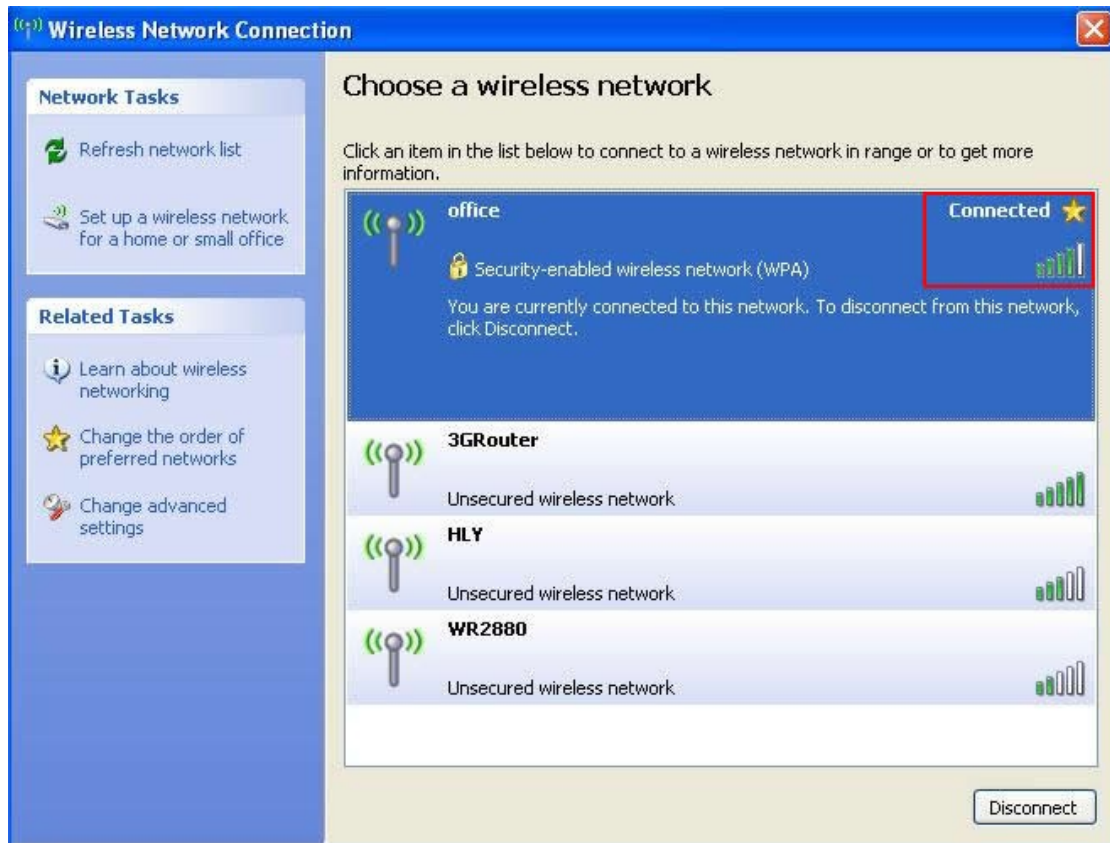 Wireless Network Connection
Network Tasks
Refresh network list
Set up a wireless network
for a home or small office
Related Tasks
Learn about wireless
networking
Change the order of
preferred networks
Change advanced
settings
Choose a wireless network
Click an item in the list below to connect to a wireless network in range or to get more
information.
office
Connected
Security-enabled wireless network (WPA)
You are currently connected to this network. To disconnect from this network,
click Disconnect.
3GRouter
Unsecured wireless network
HLY
Unsecured wireless network
WR2880
Unsecured wireless network
Disconnect